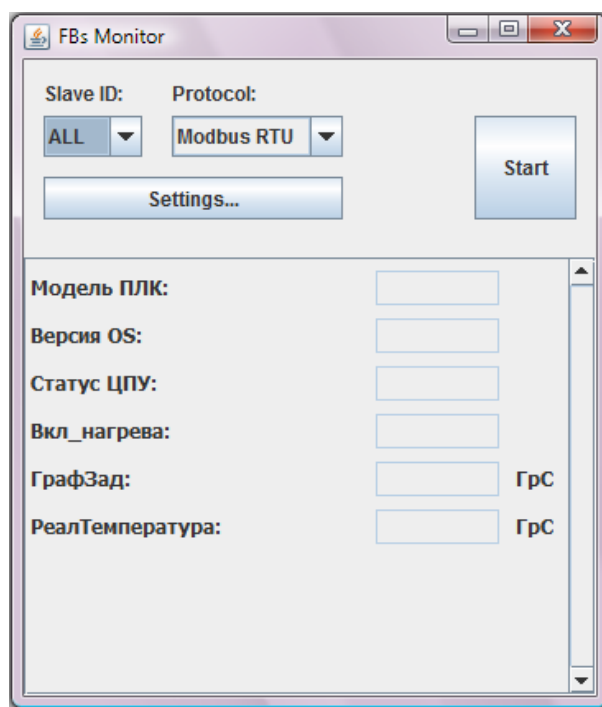 FBs Monitor
Slave ID: Protocol:
ALL Modbus RTU
Start
Settings...
Модель ПЛК:
Версия OS:
Статус ЦПУ:
Вкл_нагрева:
ГрафЗад: ГрС
РеалТемпература: ГрС